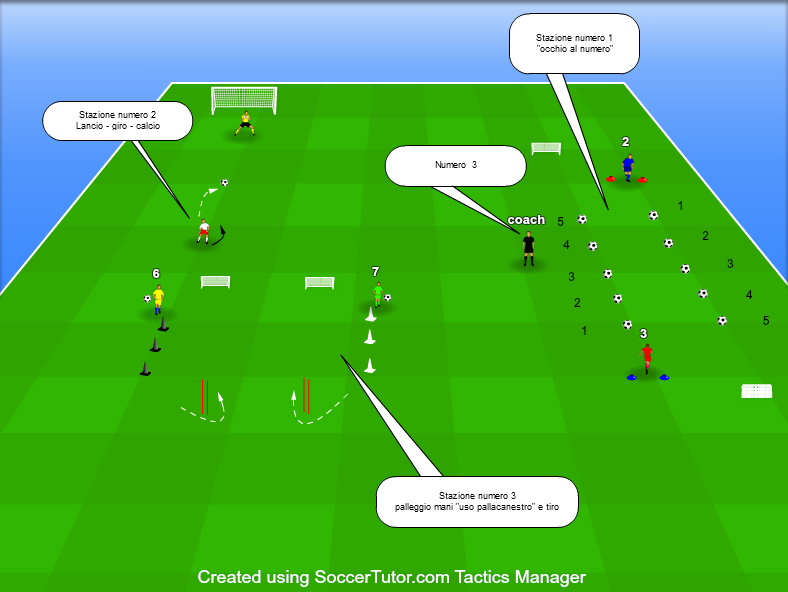 Stazione numero 1
"occhio al numero"
Stazione numero 2
Lancio - giro - calcio
2
Numero 3
coach
5
1
4
2
3
3
2
4
1
5
3
6
7
Stazione numero 3
palleggio mani "uso pallacanestro" e tiro
Created using SoccerTutor.com Tactics Manager